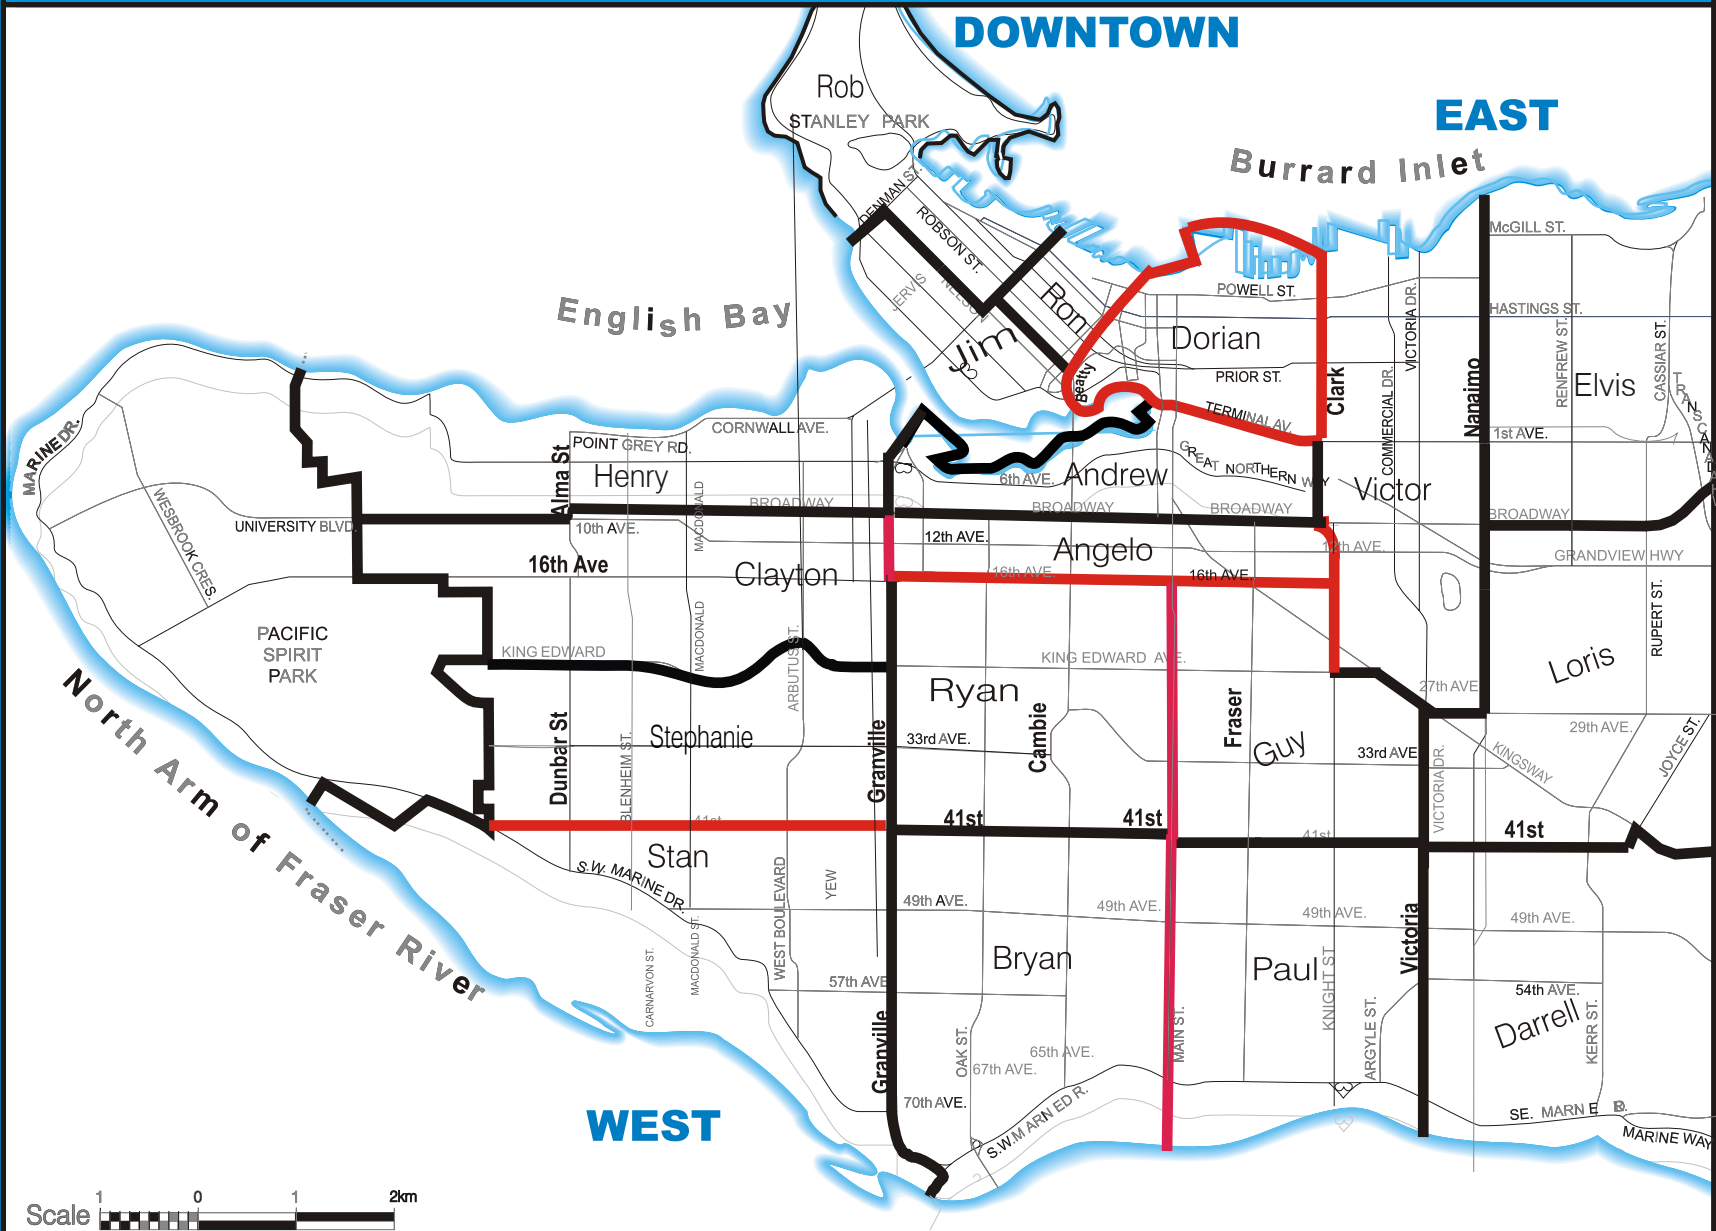 DOWNTOWN
Rob
EAST
STANLEY PARK
Burrard Inlet
DENMAN ST.
ROBSON ST.
McGILL ST.
JERVIS
NELSON
English Bay
Ron
POWELL ST.
VICTORIA DR.
HASTINGS ST.
Jim
Dorian
RENFREW ST.
CASSIAR ST.
Beatty
PRIOR ST.
Clark
Nanaimo
Elvis
TERMINAL AV.
COMMERCIAL DR.
CORNWALL AVE.
1st AVE.
MARINE DR.
POINT GREY RD.
Alma St
Henry
GREAT NORTHERN WAY
6th AVE.
Andrew
Victor
WESBROOK CRES.
MACDONALD
BROADWAY
BROADWAY
BROADWAY
BROADWAY
UNIVERSITY BLVD.
10th AVE.
12th AVE.
Angelo
12th AVE.
GRANDVIEW HWY
16th Ave
Clayton
16th AVE.
16th AVE.
RUPERT ST.
PACIFIC
SPIRIT
PARK
MACDONALD
ARBUTUS ST.
KING EDWARD
KING EDWARD AVE.
Loris
27th AVE
Ryan
North Arm of Fraser River
Dunbar St
BLENHEIM ST.
Stephanie
Granville
33rd AVE.
Cambie
Fraser
Guy
33rd AVE
VICTORIA DR.
29th AVE.
KINGSWAY
JOYCE ST.
41st
41st
41st
41st
41st
Stan
S.W. MARINE DR.
WEST BOULEVARD
YEW
49th AVE.
49th AVE.
49th AVE.
49th AVE.
Victoria
CARNARVON ST.
MACDONALD ST.
57th AVE
Bryan
Paul
KNIGHT ST
54th AVE.
Darrell
KERR ST.
Granville
OAK ST.
65th AVE.
67th AVE.
MAIN ST.
ARGYLE ST.
70th AVE.
WEST
S.W.MARN ED R.
SE. MARN E
MARINE WAY
Scale
1 0 1 2km